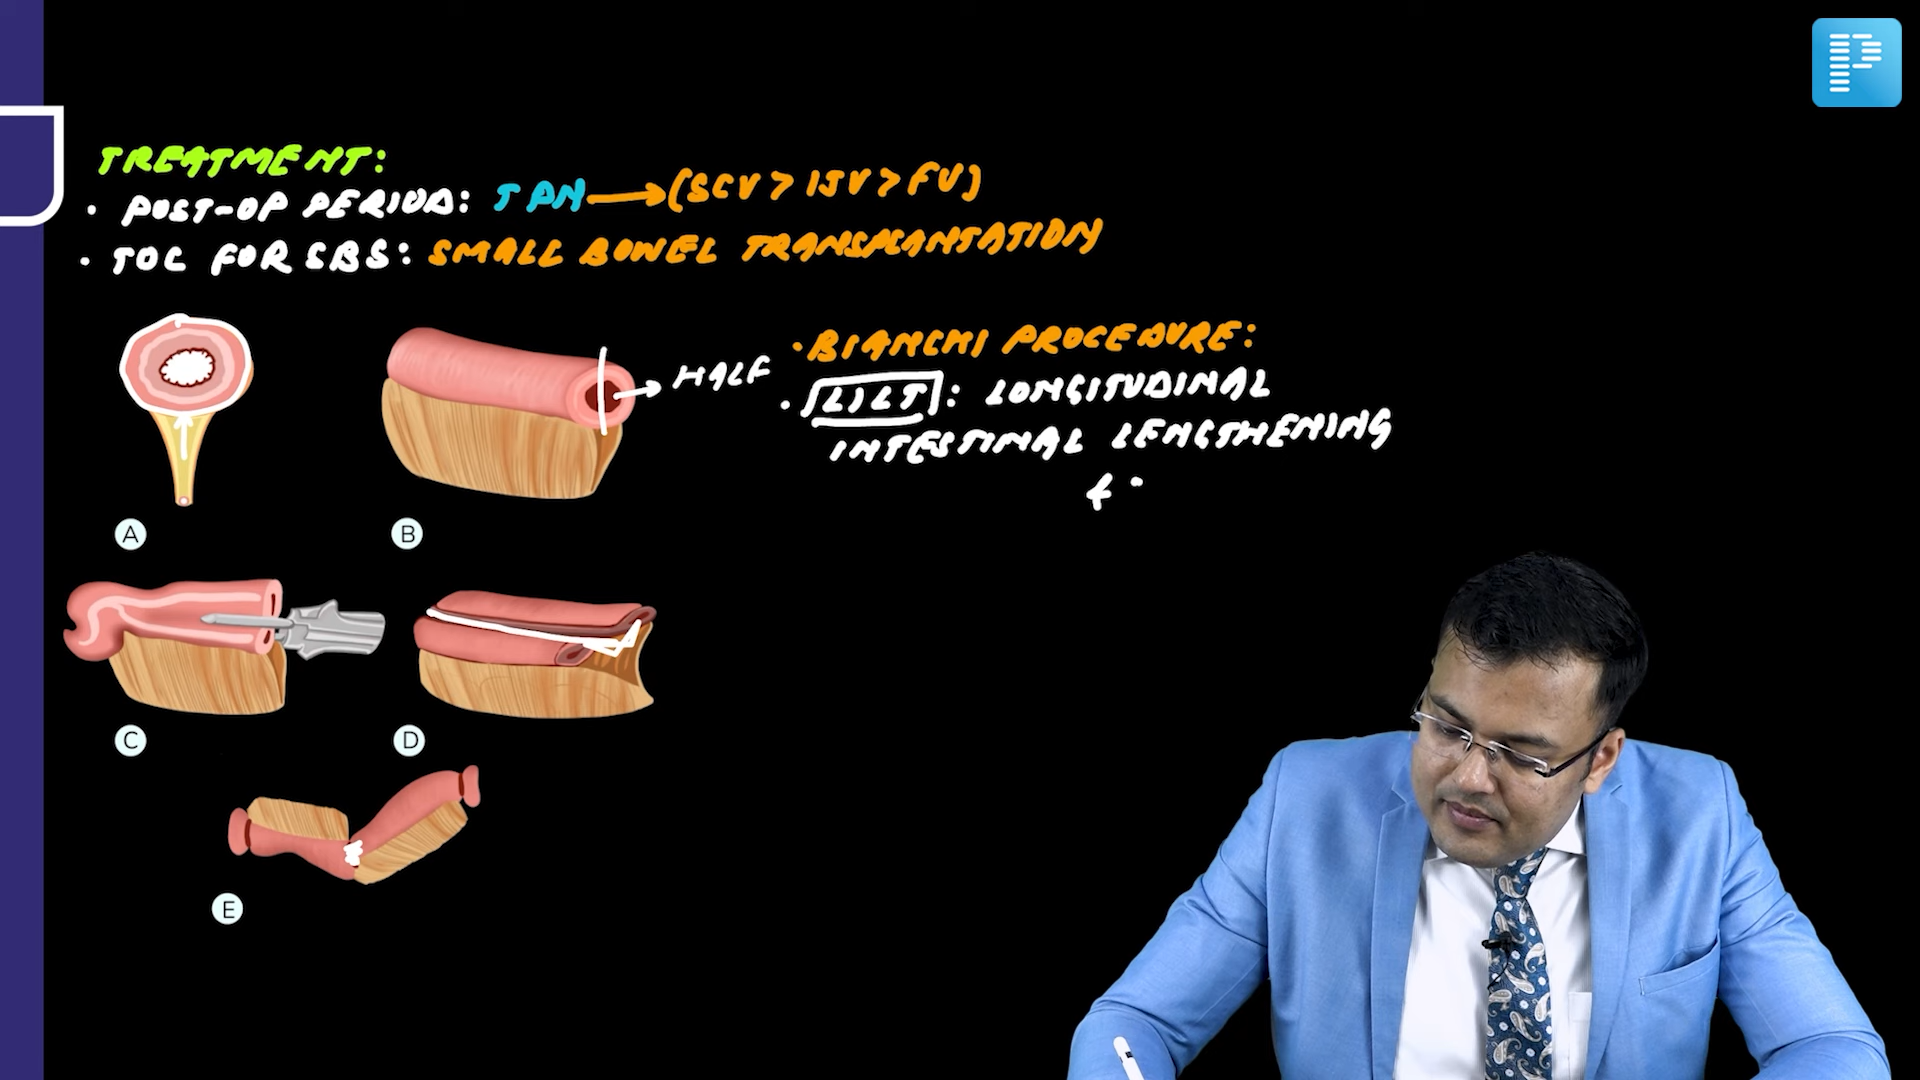 TREATMENT:
• POST-OP PERIOD: TPN → (SCV > IJV > FV)
• TOC FOR SBS: SMALL BOWEL TRANSPLANTATION
• BIANCHI PROCEDURE:
→ HALF
• LILT: LONGITUDINAL
INTESTINAL LENGTHENING
&
A
B
C
D
E
P